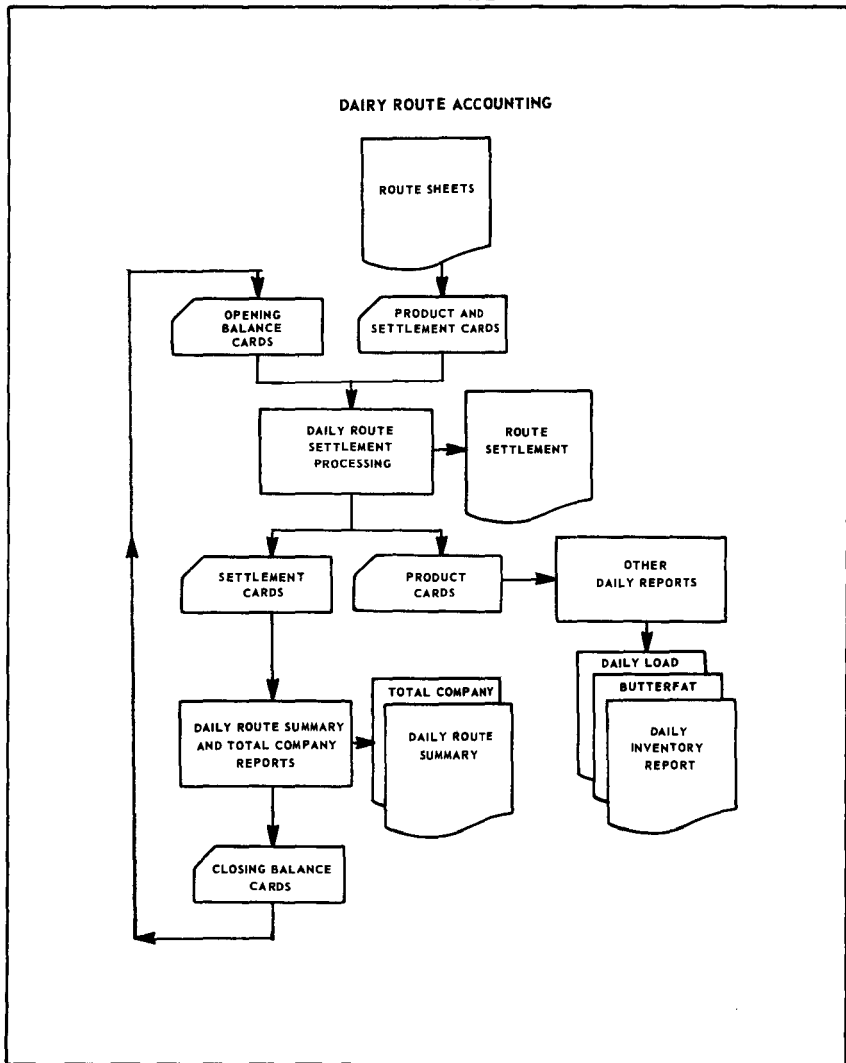 DAIRY ROUTE ACCOUNTING
ROUTE SHEETS
OPENING
BALANCE
CARDS
PRODUCT AND
SETTLEMENT CARDS
DAILY ROUTE
SETTLEMENT
PROCESSING
ROUTE
SETTLEMENT
SETTLEMENT
CARDS
PRODUCT
CARDS
OTHER
DAILY REPORTS
DAILY LOAD
BUTTERFAT
DAILY
INVENTORY
REPORT
DAILY ROUTE SUMMARY
AND TOTAL COMPANY
REPORTS
TOTAL COMPANY
DAILY ROUTE
SUMMARY
CLOSING BALANCE
CARDS